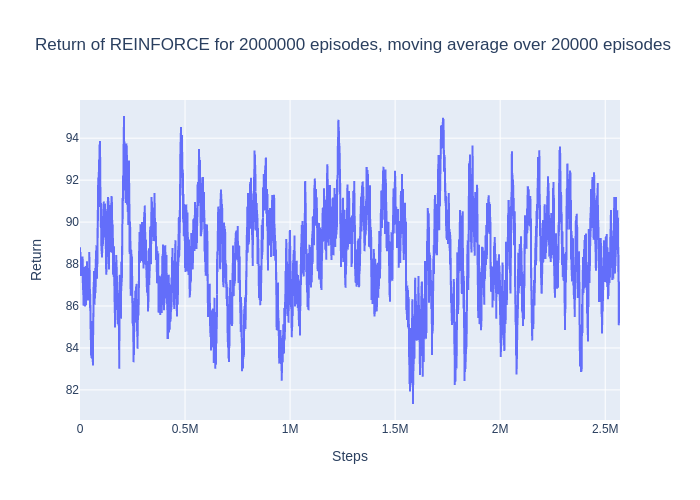 Return of REINFORCE for 2000000 episodes, moving average over 20000 episodes
94
92
90
88
86
84
82
Return
0
0.5M
1M
1.5M
2M
2.5M
Steps